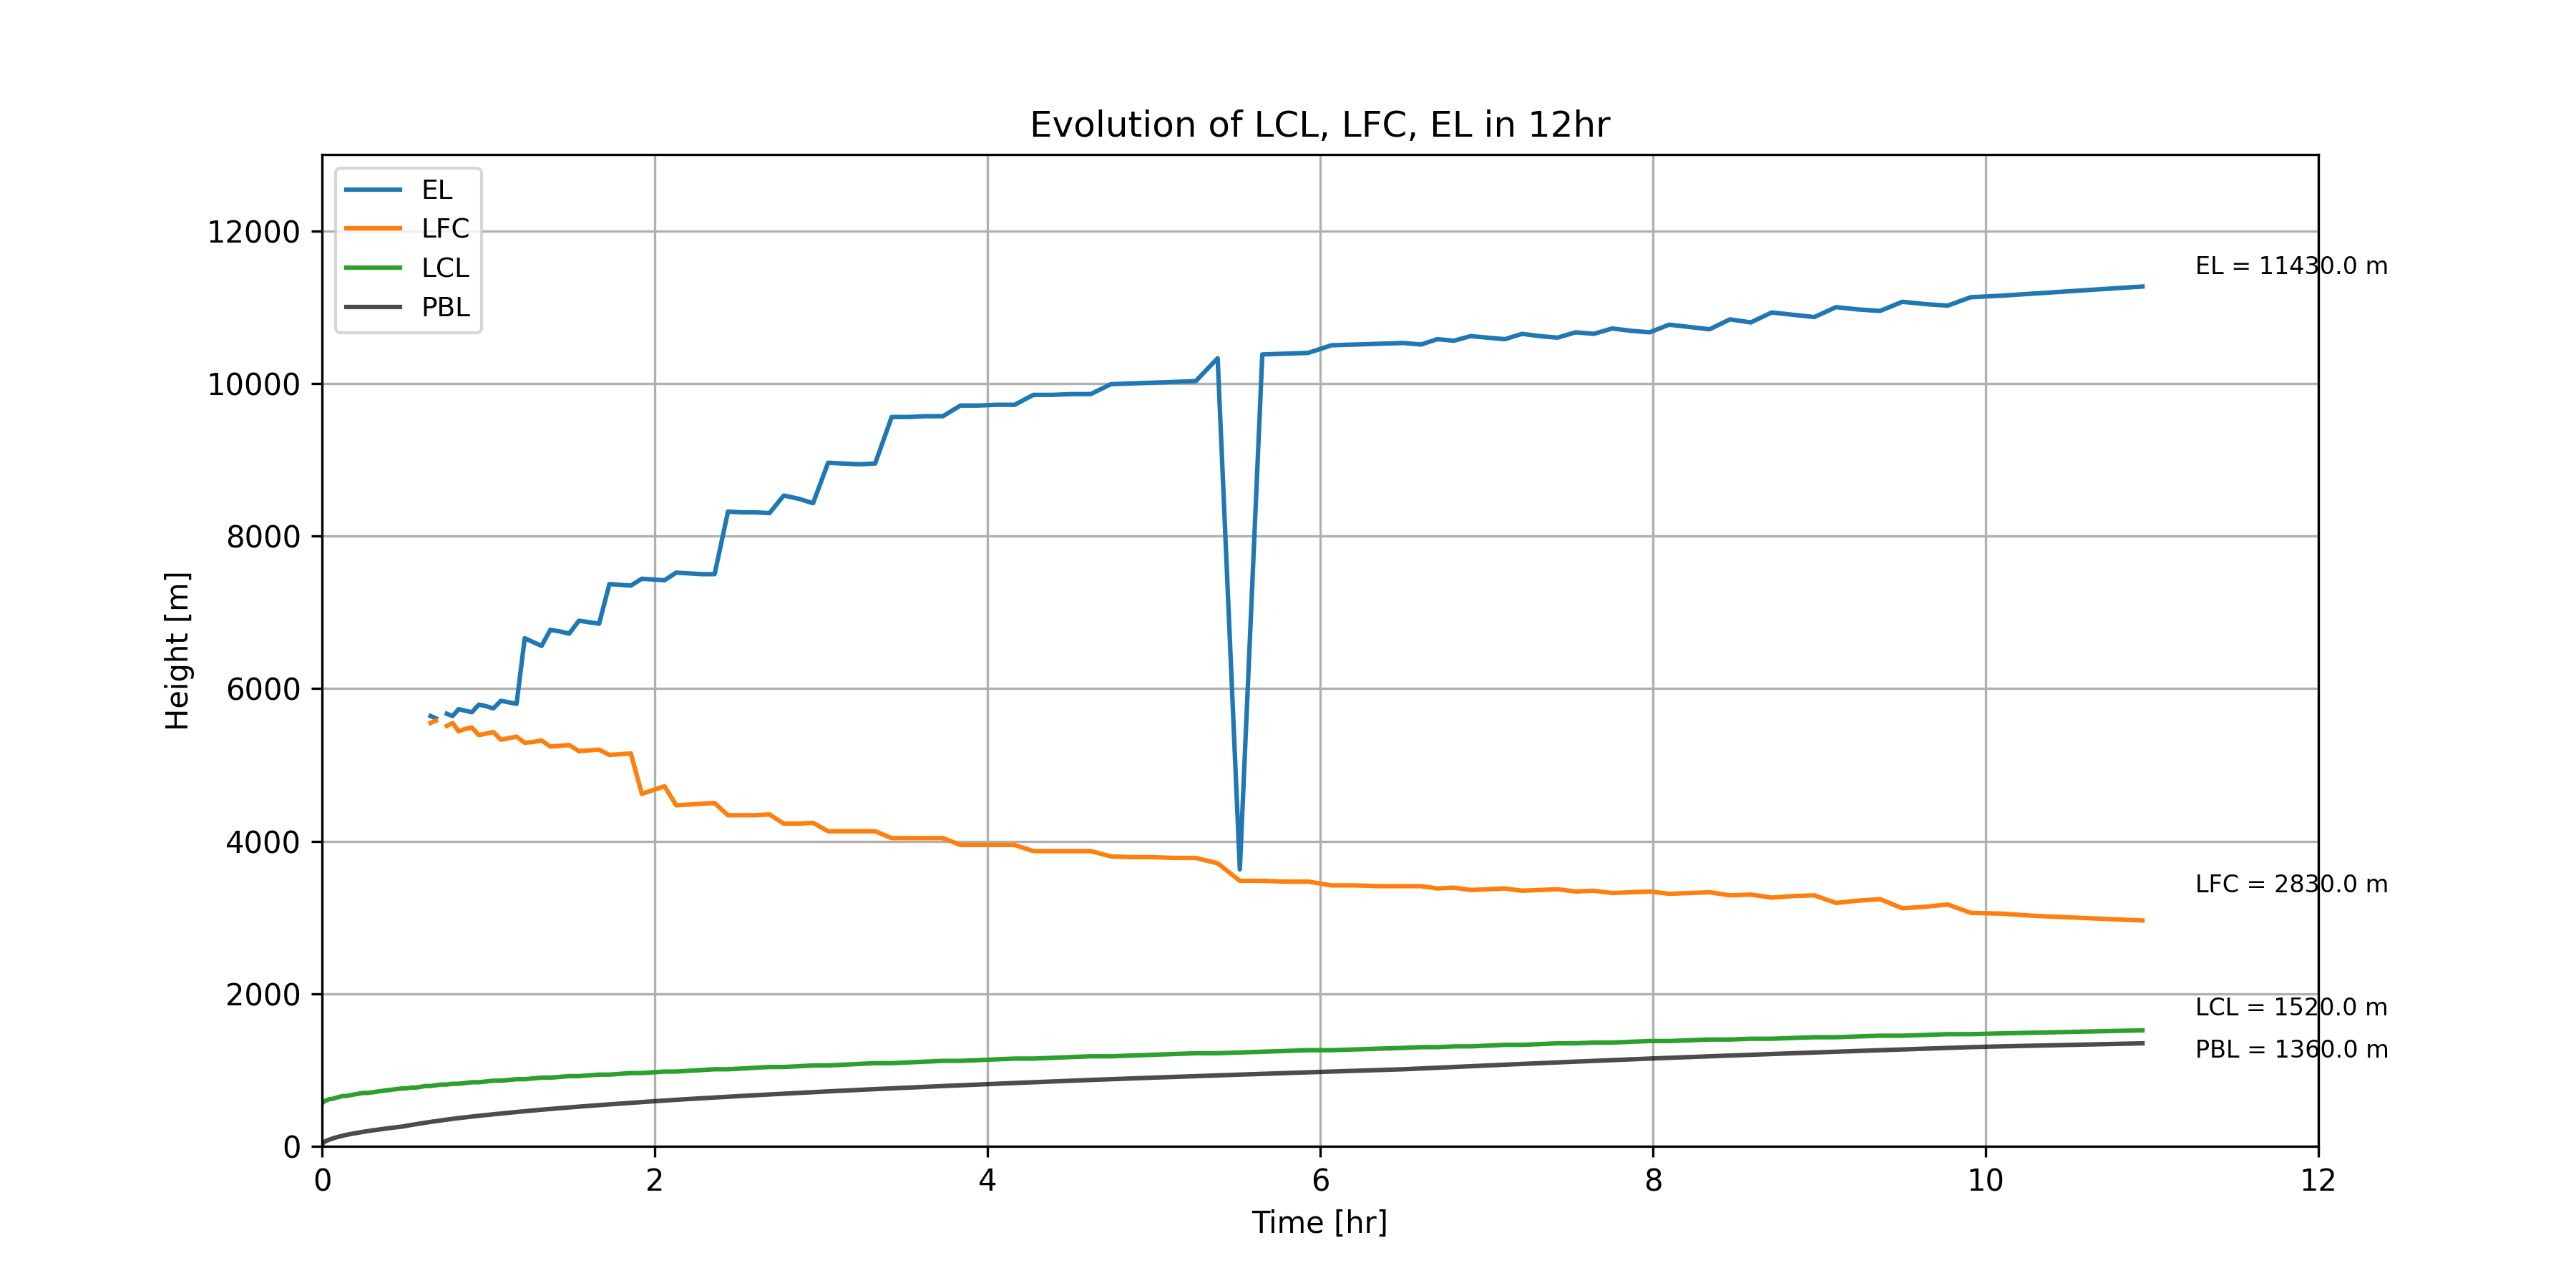 Evolution of LCL, LFC, EL in 12hr
EL
LFC
LCL
PBL
12000
10000
8000
6000
4000
2000
0
Height [m]
EL = 11430.0 m
LFC = 2830.0 m
LCL = 1520.0 m
PBL = 1360.0 m
0 2 4 6 8 10 12
Time [hr]